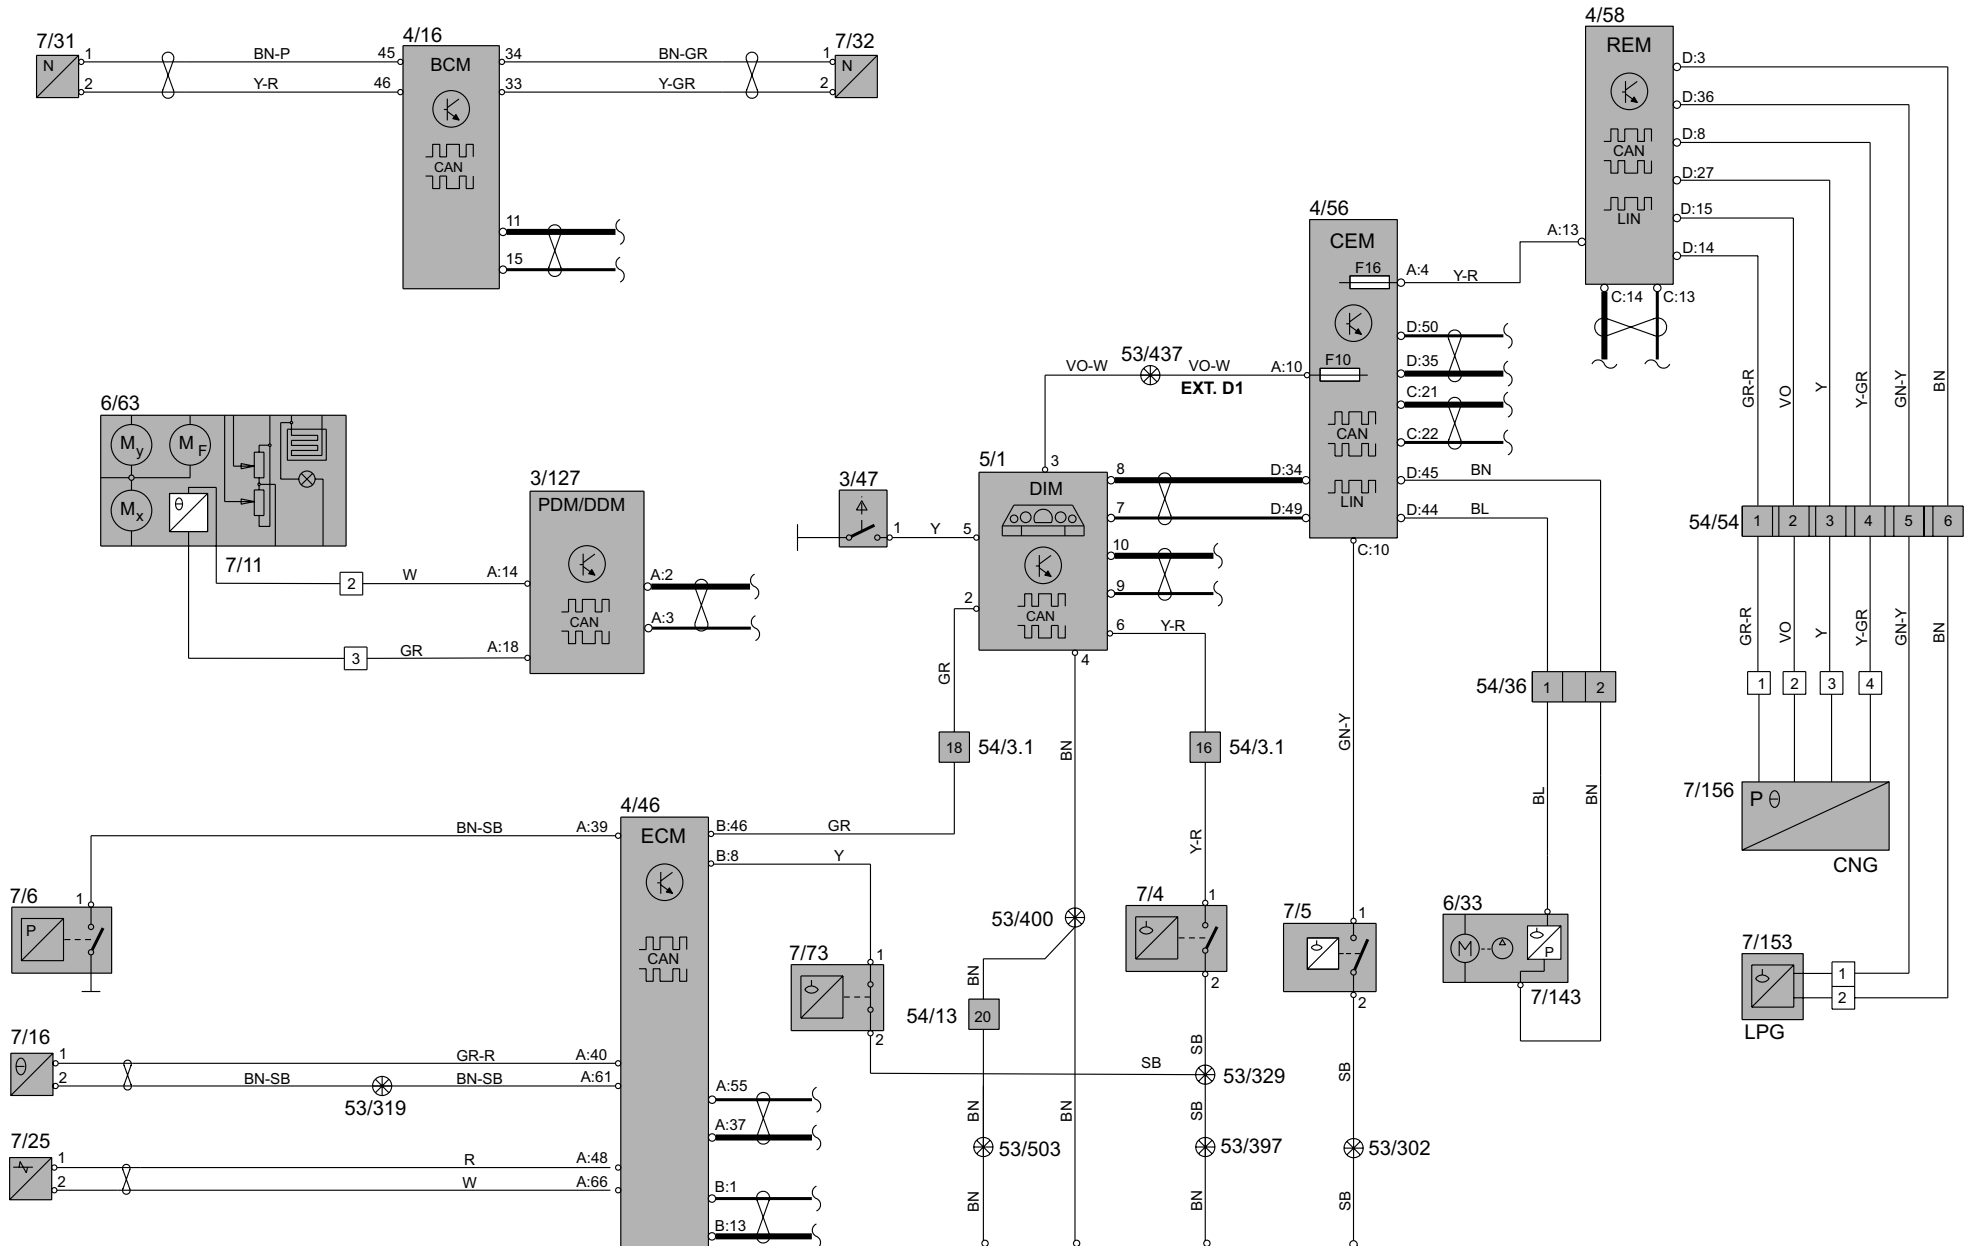 7/31
N
1
2
BN-P
Y-R
45
46
4/16
BCM
CAN
34
33
11
15
BN-GR
Y-GR
1
2
7/32
N
4/58
REM
CAN
LIN
D:3
D:36
D:8
D:27
D:15
D:14
A:13
C:14
C:13
4/56
CEM
F16
A:4
Y-R
F10
A:10
CAN
LIN
D:50
D:35
C:21
C:22
D:34
D:49
D:45
BN
D:44
BL
C:10
VO-W
53/437
VO-W
EXT. D1
GR-R
VO
Y
Y-GR
GN-Y
BN
54/54
1
2
3
4
5
6
GR-R
VO
Y
Y-GR
GN-Y
BN
1
2
3
4
7/156
P θ
CNG
7/153
1
2
LPG
6/63
My
MF
Mx
θ
7/11
2
W
A:14
3
GR
A:18
3/127
PDM/DDM
CAN
A:2
A:3
3/47
1
Y
5
5/1
DIM
CAN
3
8
7
10
9
2
6
Y-R
4
GR
18
54/3.1
BN
16
54/3.1
Y-R
GN-Y
54/36
1
2
BL
BN
6/33
M
P
7/143
4/46
ECM
CAN
BN-SB
A:39
B:46
GR
B:8
Y
7/6
P
1
7/73
1
2
53/400
BN
54/13
20
BN
BN
53/503
BN
7/4
1
2
SB
SB
53/329
SB
53/397
BN
7/5
1
2
SB
53/302
SB
7/16
θ
1
2
GR-R
A:40
BN-SB
53/319
BN-SB
A:61
7/25
1
2
R
A:48
W
A:66
A:55
A:37
B:1
B:13